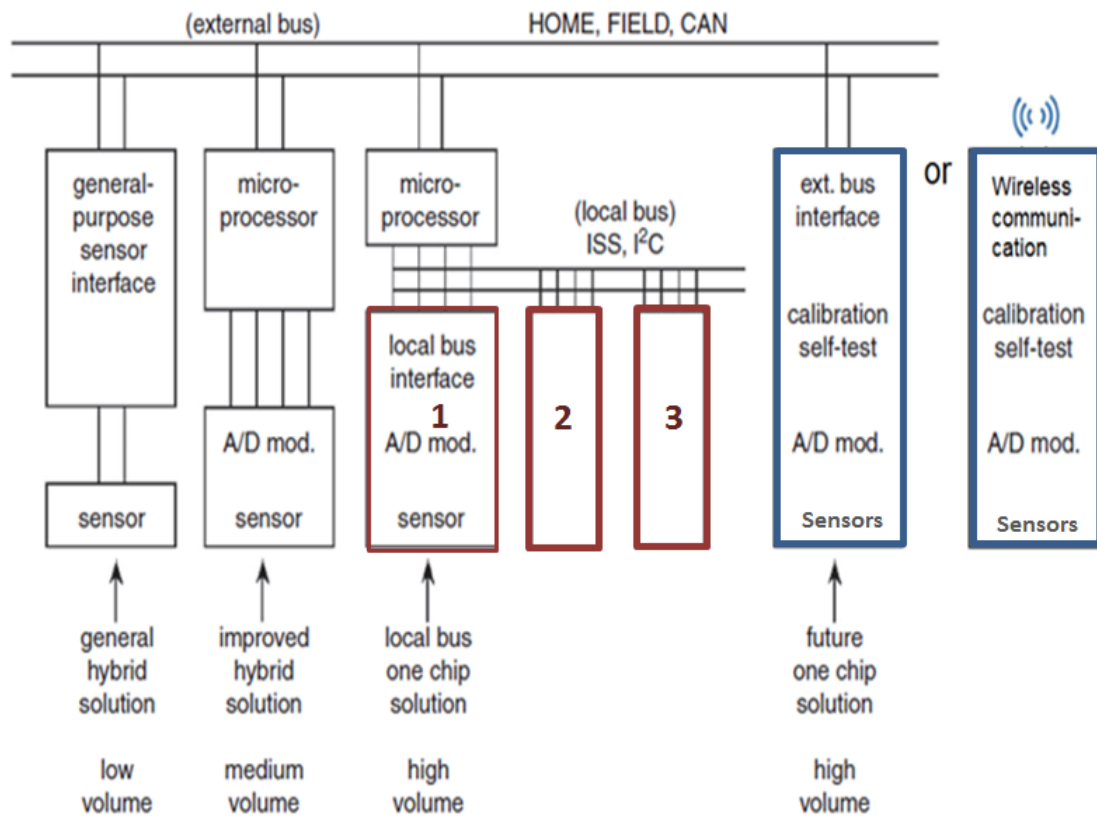 (external bus)
HOME, FIELD, CAN
general-
purpose
sensor
interface
sensor
micro-
processor
A/D mod.
sensor
micro-
processor
(local bus)
ISS, I²C
local bus
interface
1
A/D mod.
sensor
2
3
ext. bus
interface
calibration
self-test
A/D mod.
Sensors
or
Wireless
communi-
cation
calibration
self-test
A/D mod.
Sensors
general
hybrid
solution
low
volume
improved
hybrid
solution
medium
volume
local bus
one chip
solution
high
volume
future
one chip
solution
high
volume